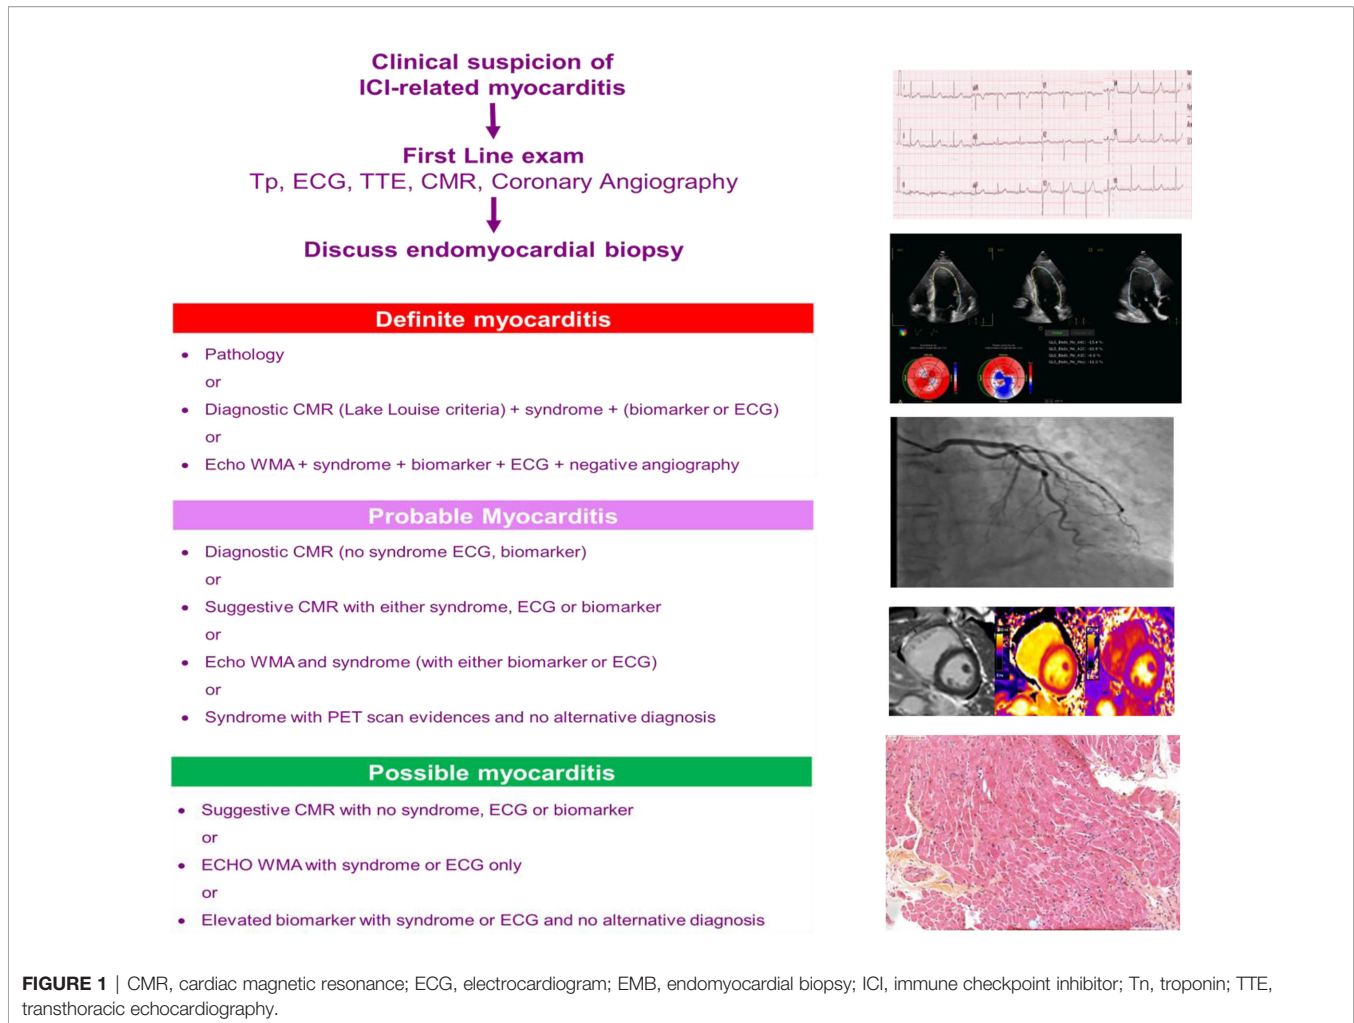 Clinical suspicion of
ICI-related myocarditis
First Line exam
Tp, ECG, TTE, CMR, Coronary Angiography
Discuss endomyocardial biopsy
Definite myocarditis
• Pathology
or
• Diagnostic CMR (Lake Louise criteria) + syndrome + (biomarker or ECG)
or
• Echo WMA + syndrome + biomarker + ECG + negative angiography
Probable Myocarditis
• Diagnostic CMR (no syndrome ECG, biomarker)
or
• Suggestive CMR with either syndrome, ECG or biomarker
or
• Echo WMA and syndrome (with either biomarker or ECG)
or
• Syndrome with PET scan evidences and no alternative diagnosis
Possible myocarditis
• Suggestive CMR with no syndrome, ECG or biomarker
or
• ECHO WMA with syndrome or ECG only
or
• Elevated biomarker with syndrome or ECG and no alternative diagnosis
FIGURE 1 | CMR, cardiac magnetic resonance; ECG, electrocardiogram; EMB, endomyocardial biopsy; ICI, immune checkpoint inhibitor; Tn, troponin; TTE,
transthoracic echocardiography.